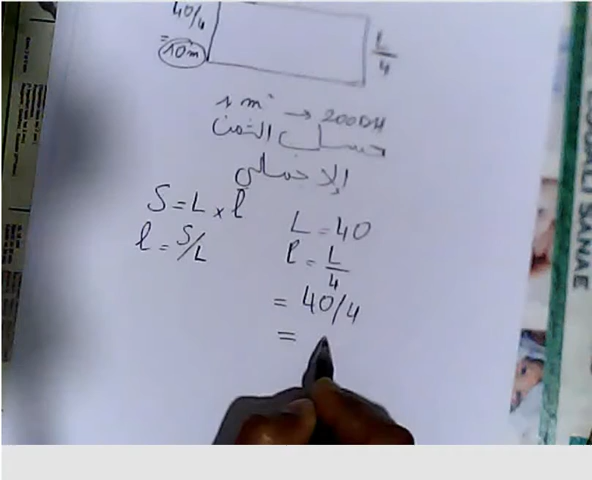 40/4
= 10m
L/4
1 m² → 200DH
حساب الثمن
الإجمالي
S = L x l
l = S/L
L = 40
l = L/4
= 40/4
=